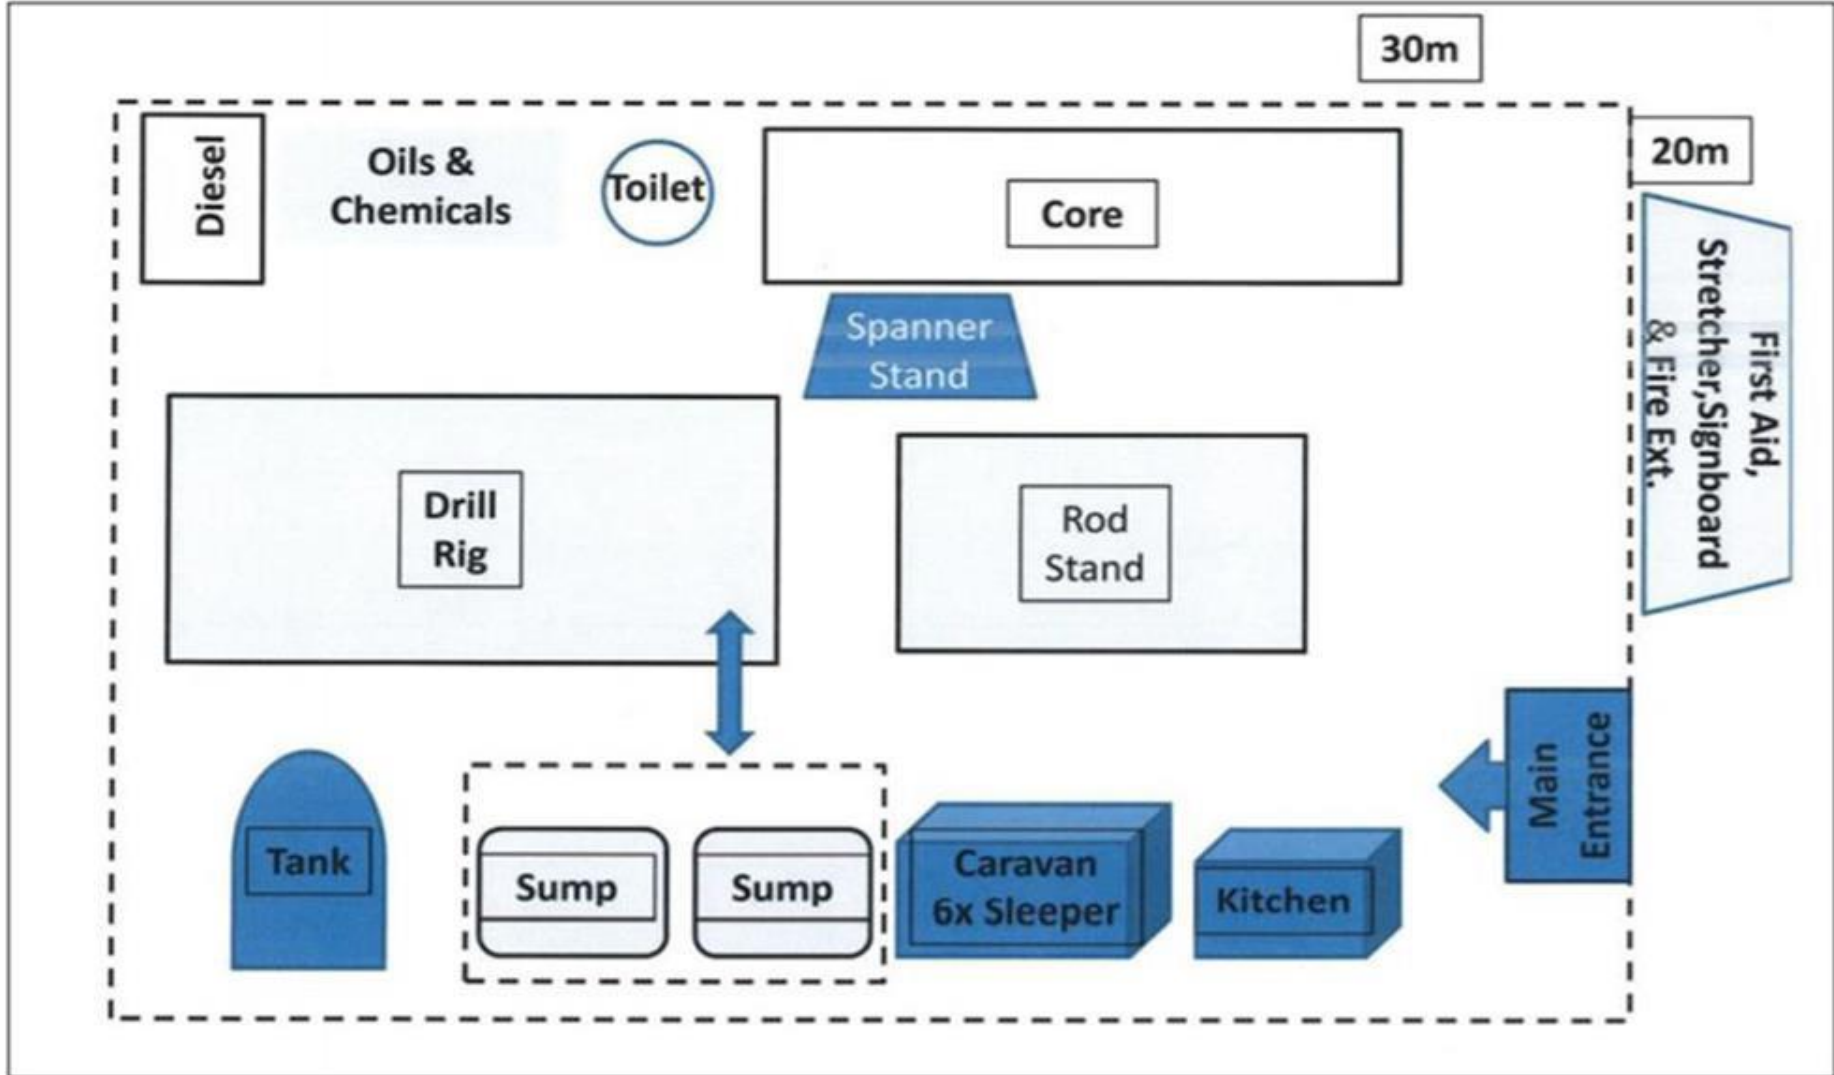 30m
20m
Diesel
Oils &
Chemicals
Toilet
Core
Spanner
Stand
First Aid,
Stretcher,Signboard
& Fire Ext.
Drill
Rig
Rod
Stand
Main
Entrance
Tank
Sump
Sump
Caravan
6x Sleeper
Kitchen